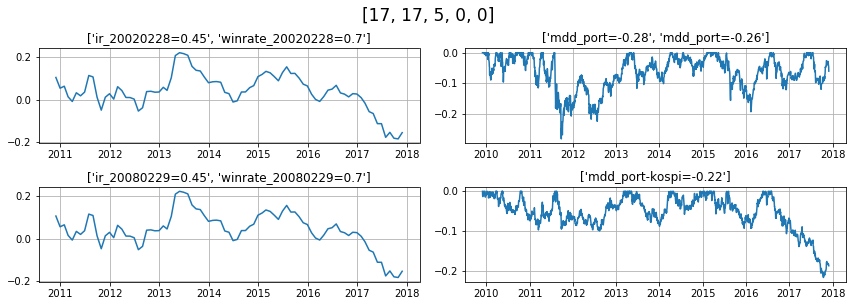 [17, 17, 5, 0, 0]
['ir_20020228=0.45', 'winrate_20020228=0.7']
0.2
0.0
−0.2
2011 2012 2013 2014 2015 2016 2017 2018
['mdd_port=-0.28', 'mdd_port=-0.26']
0.0
−0.1
−0.2
2010 2011 2012 2013 2014 2015 2016 2017 2018
['ir_20080229=0.45', 'winrate_20080229=0.7']
0.2
0.0
−0.2
2011 2012 2013 2014 2015 2016 2017 2018
['mdd_port-kospi=-0.22']
0.0
−0.1
−0.2
2010 2011 2012 2013 2014 2015 2016 2017 2018